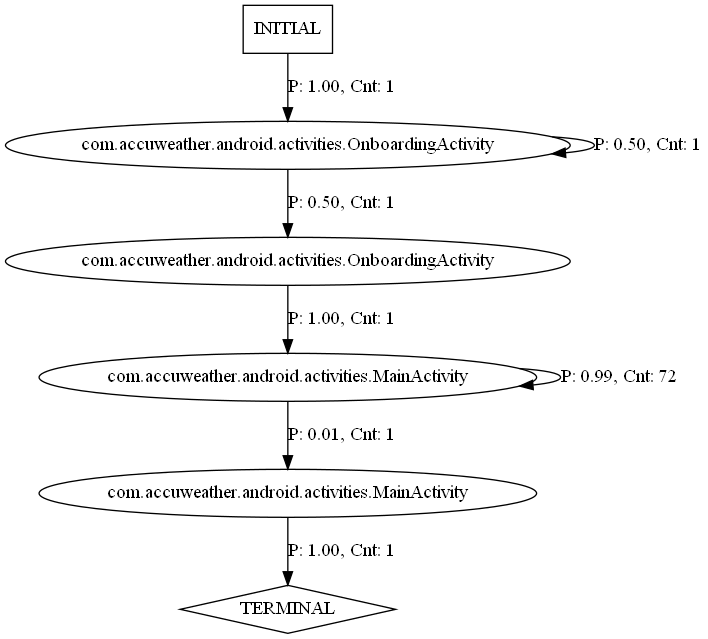 INITIAL
P: 1.00, Cnt: 1
com.accuweather.android.activities.OnboardingActivity
P: 0.50, Cnt: 1
P: 0.50, Cnt: 1
com.accuweather.android.activities.OnboardingActivity
P: 1.00, Cnt: 1
com.accuweather.android.activities.MainActivity
P: 0.99, Cnt: 72
P: 0.01, Cnt: 1
com.accuweather.android.activities.MainActivity
P: 1.00, Cnt: 1
TERMINAL